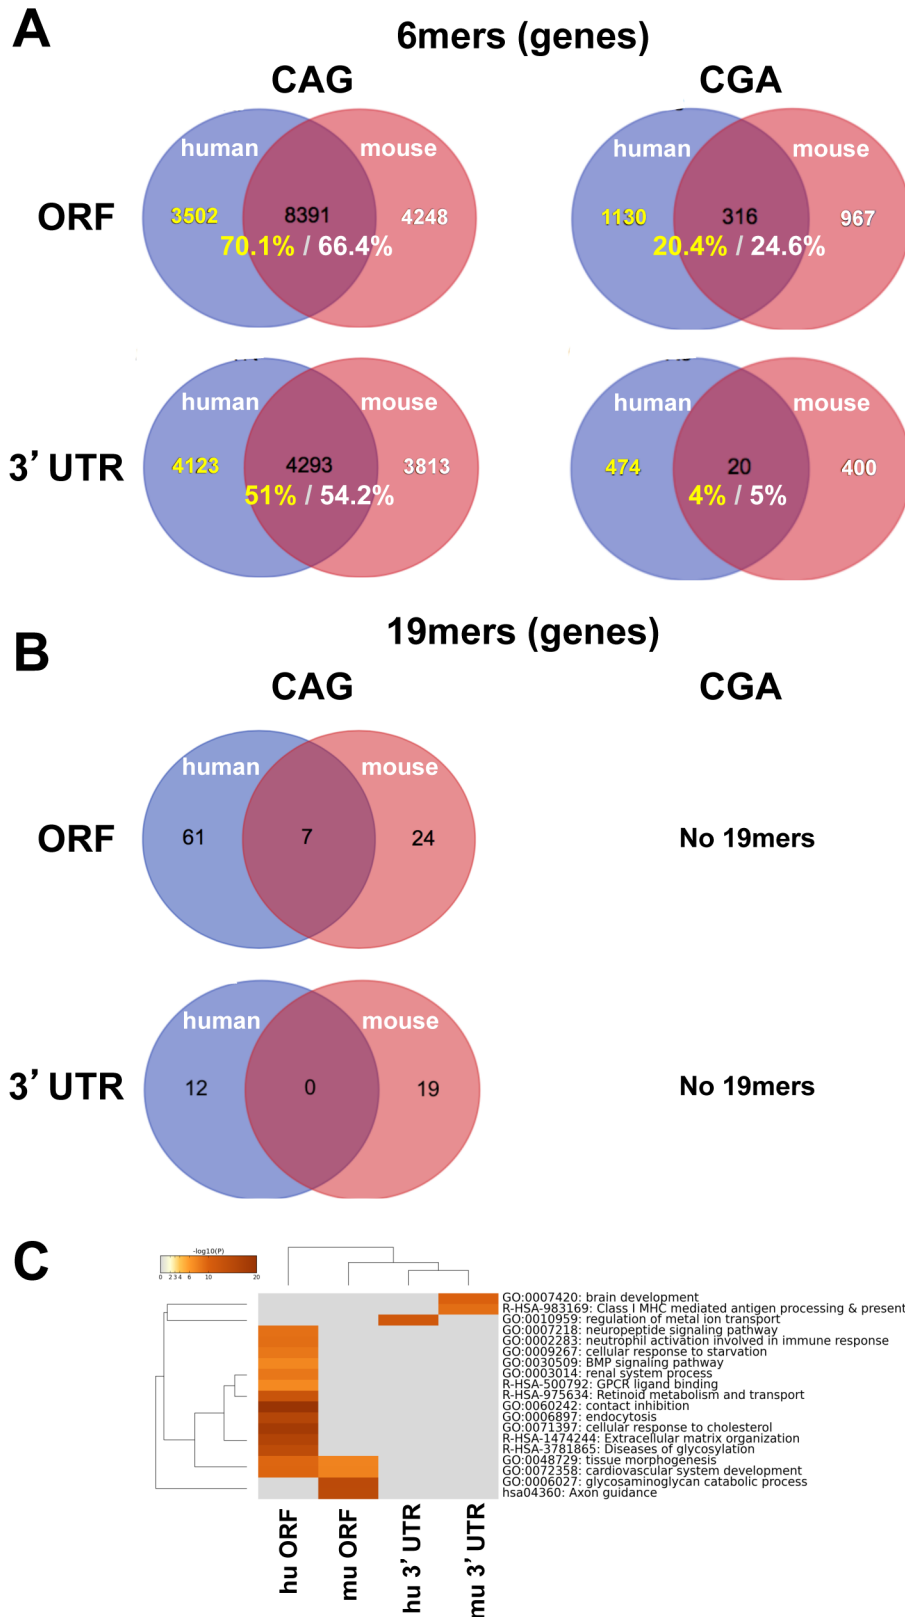 A
6mers (genes)
CAG
CGA
ORF
human
mouse
3502
8391
4248
70.1% / 66.4%
human
mouse
1130
316
967
20.4% / 24.6%
3' UTR
human
mouse
4123
4293
3813
51% / 54.2%
human
mouse
474
20
400
4% / 5%
B
19mers (genes)
CAG
CGA
ORF
human
mouse
61
7
24
No 19mers
3' UTR
human
mouse
12
0
19
No 19mers
C
-log10(P)
0 2 3 4 6 10 20
GO:0007420: brain development
R-HSA-983169: Class I MHC mediated antigen processing & present
GO:0010959: regulation of metal ion transport
GO:0007218: neuropeptide signaling pathway
GO:0002283: neutrophil activation involved in immune response
GO:0009267: cellular response to starvation
GO:0030509: BMP signaling pathway
GO:0003014: renal system process
R-HSA-500792: GPCR ligand binding
R-HSA-975634: Retinoid metabolism and transport
GO:0060242: contact inhibition
GO:0006897: endocytosis
GO:0071397: cellular response to cholesterol
R-HSA-1474244: Extracellular matrix organization
R-HSA-3781865: Diseases of glycosylation
GO:0048729: tissue morphogenesis
GO:0072358: cardiovascular system development
GO:0006027: glycosaminoglycan catabolic process
hsa04360: Axon guidance
hu ORF
mu ORF
hu 3' UTR
mu 3' UTR